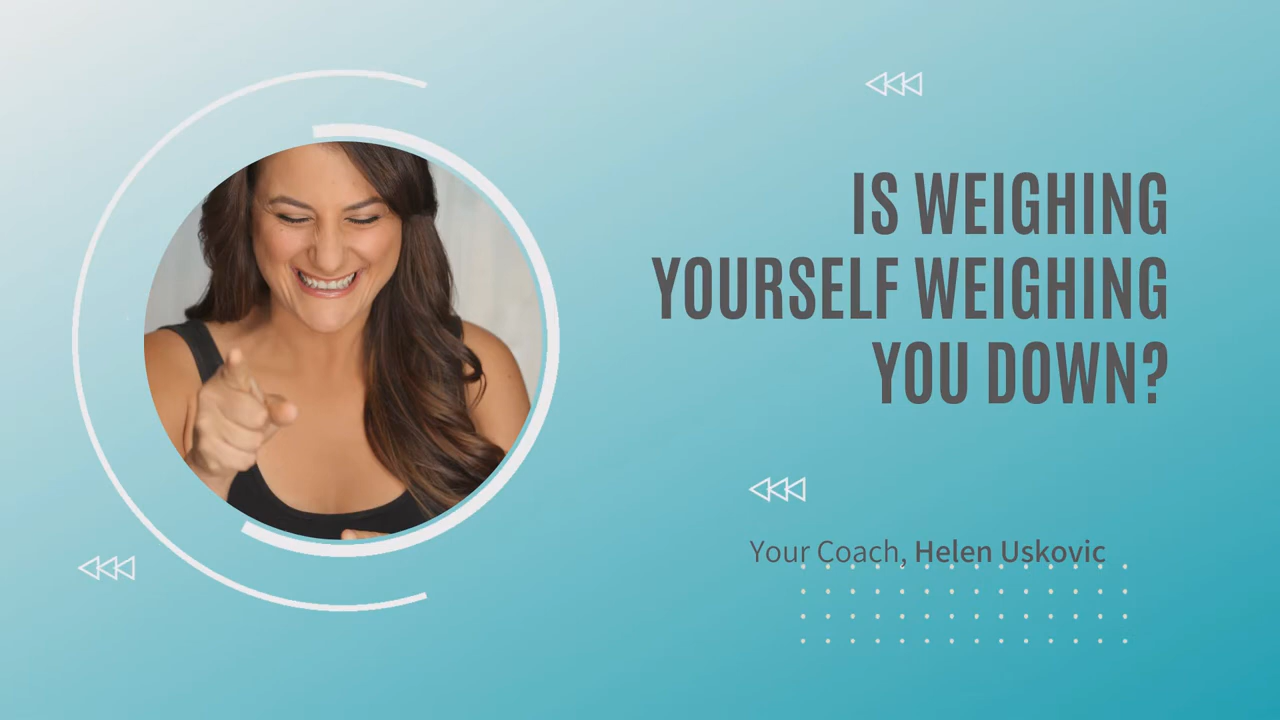 IS WEIGHING
YOURSELF WEIGHING
YOU DOWN?
Your Coach, Helen Uskovic